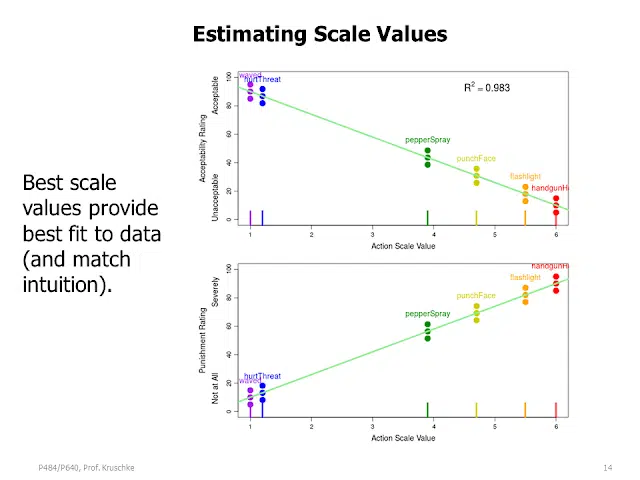 Estimating Scale Values
Best scale
values provide
best fit to data
(and match
intuition).
Acceptability Rating
Unacceptable
Acceptable
0
20
40
60
80
100
waved
hurtThreat
R² = 0.983
pepperSpray
punchFace
flashlight
handgunHi
1
2
3
4
5
6
Action Scale Value
Punishment Rating
Not at All
Severely
0
20
40
60
80
100
handgunHi
flashlight
punchFace
pepperSpray
hurtThreat
waved
1
2
3
4
5
6
Action Scale Value
P484/P640, Prof. Kruschke
14